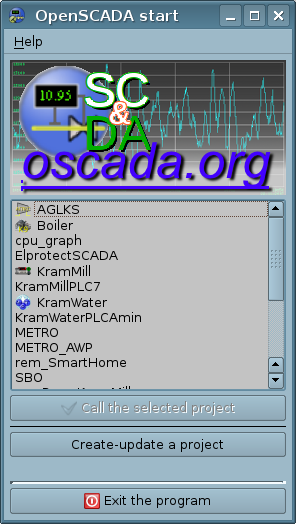 OpenSCADA start
Help
10.95
SC
&
DA
oscada.org
AGLKS
Boiler
cpu_graph
ElprotectSCADA
KramMill
KramMillPLC7
KramWater
KramWaterPLCAmin
METRO
METRO_AWP
rem_SmartHome
SBO
Call the selected project
Create-update a project
Exit the program